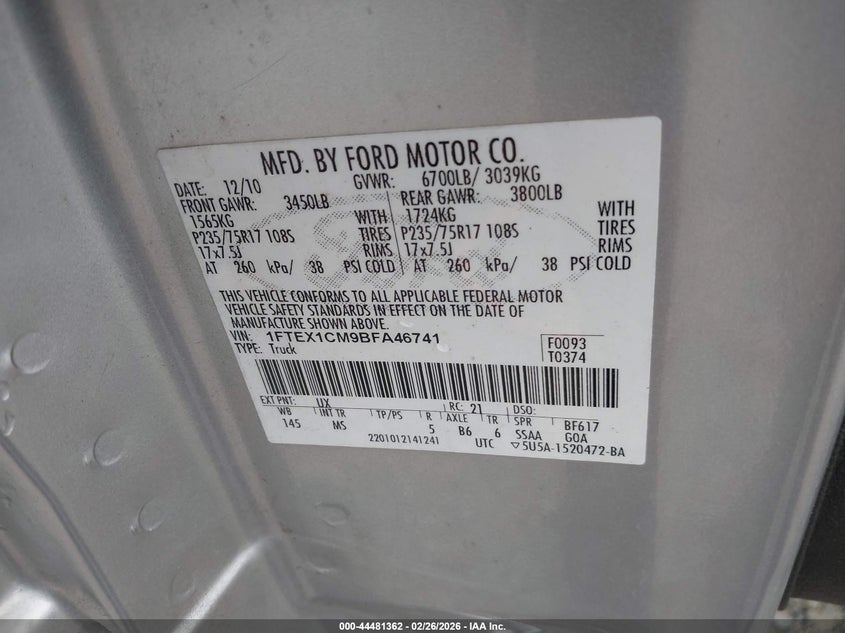 MFD. BY FORD MOTOR CO.
DATE: 12/10 GVWR: 6700LB/ 3039KG
FRONT GAWR: 3450LB REAR GAWR: 3800LB
1565KG WITH 1724KG WITH
P235/75R17 108S TIRES P235/75R17 108S TIRES
17x7.5J RIMS 17x7.5J RIMS
AT 260 kPa/ 38 PSI COLD AT 260 kPa/ 38 PSI COLD
THIS VEHICLE CONFORMS TO ALL APPLICABLE FEDERAL MOTOR
VEHICLE SAFETY STANDARDS IN EFFECT ON THE DATE OF
MANUFACTURE SHOWN ABOVE.
VIN: 1FTEX1CM9BFA46741 F0093
TYPE: Truck T0374
EXT PNT: UX RC: 21 DSO:
WB INT TR TP/PS R AXLE TR SPR BF617
145 MS 5 B6 6 SSAA GOA
2201012141241 UTC ▽5U5A-1520472-BA
000-44481362 02/26/2026 IAA Inc.